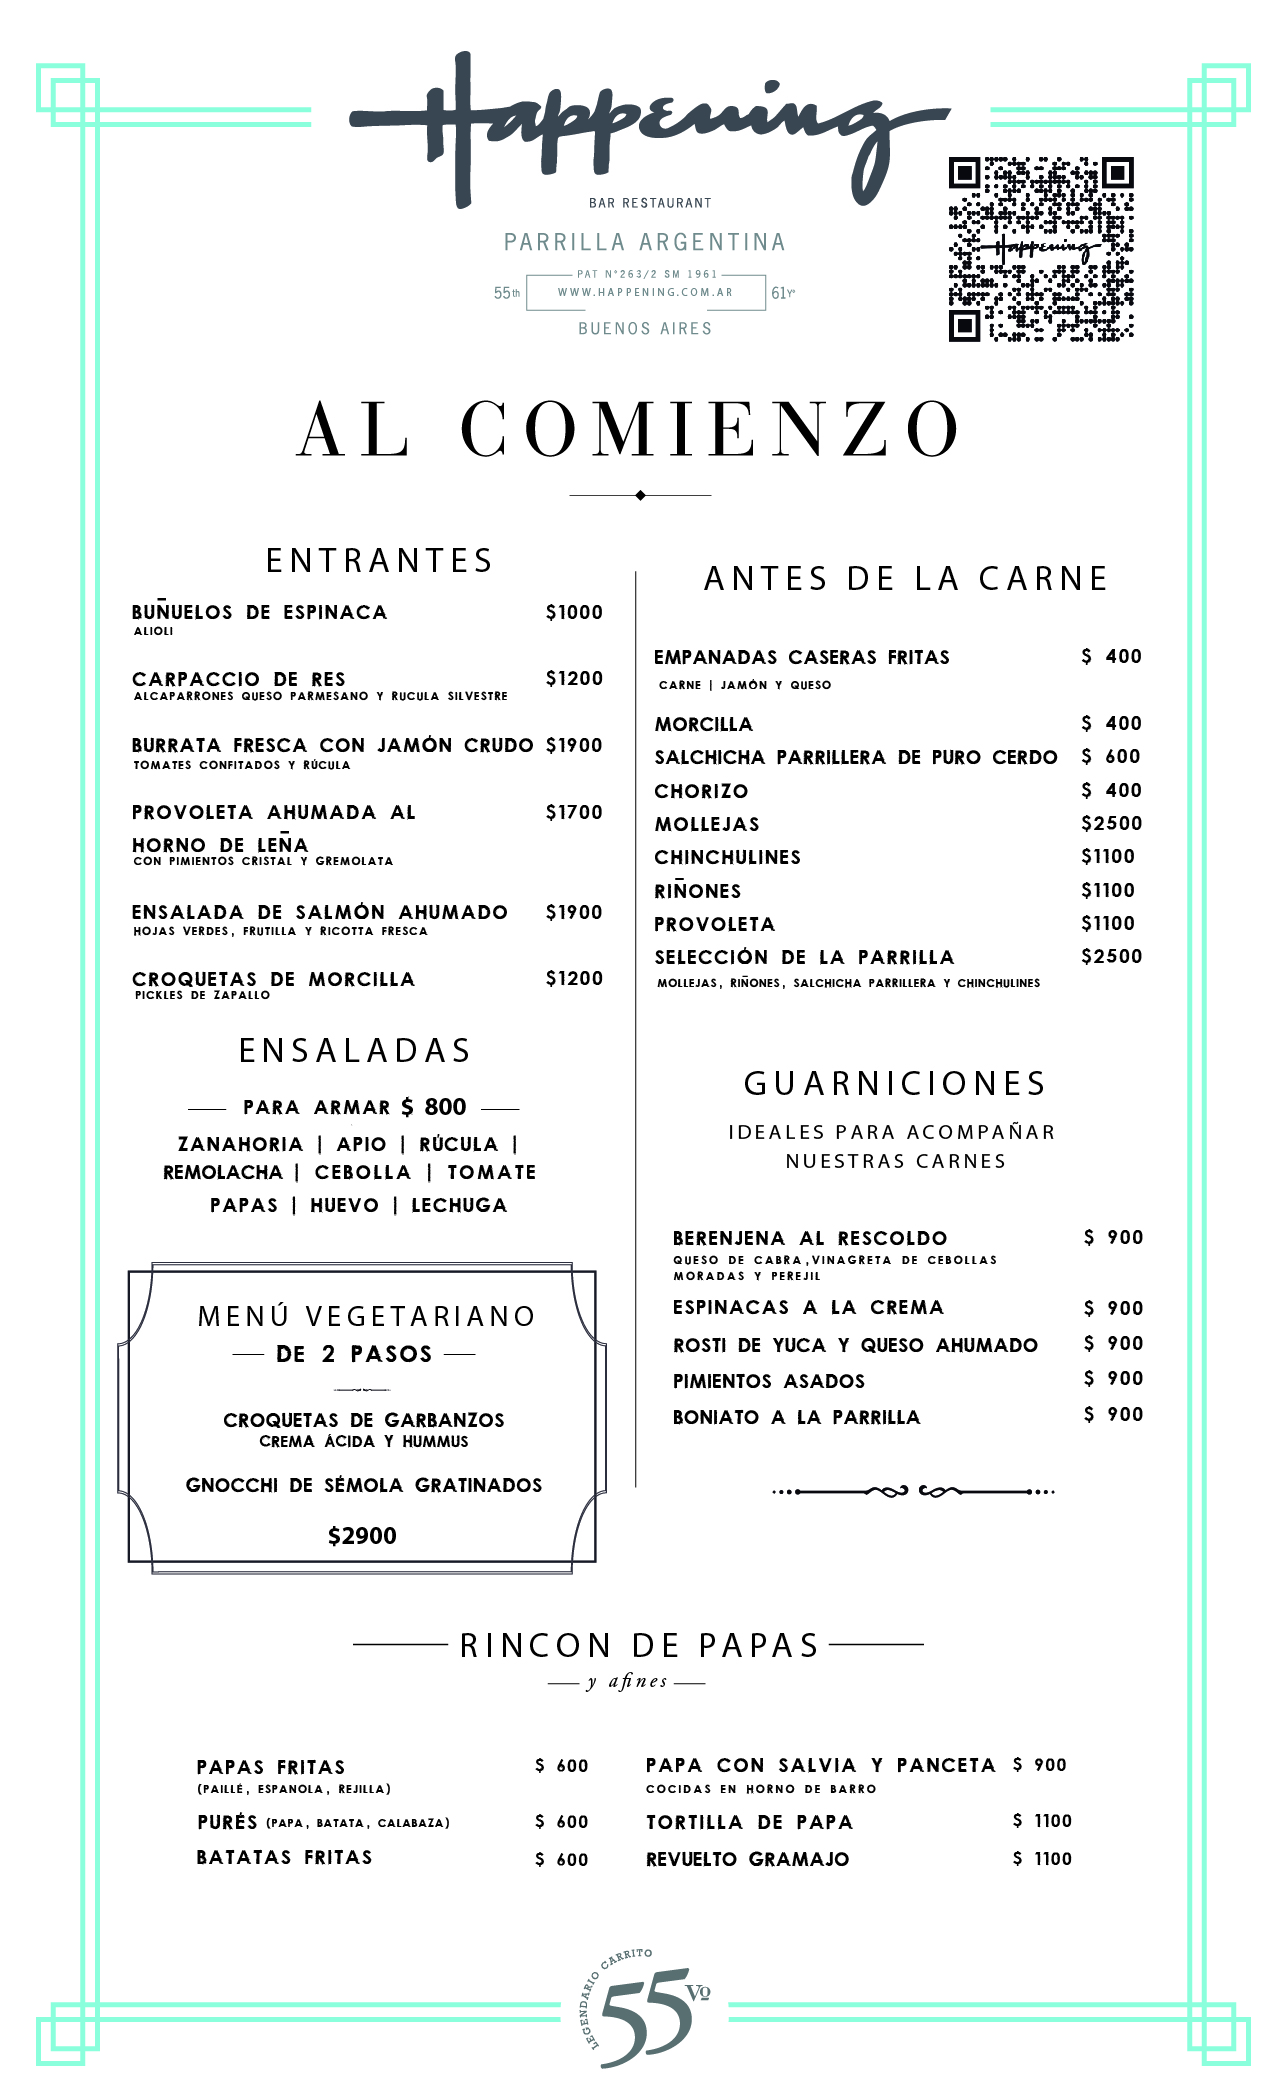 Happening
BAR RESTAURANT
PARRILLA ARGENTINA
PAT N°263/2 SM 1961
55th WWW.HAPPENING.COM.AR 61Yº
BUENOS AIRES
Happening
AL COMIENZO
ENTRANTES
BUÑUELOS DE ESPINACA $1000
ALIOLI
CARPACCIO DE RES $1200
ALCAPARRONES QUESO PARMESANO Y RUCULA SILVESTRE
BURRATA FRESCA CON JAMÓN CRUDO $1900
TOMATES CONFITADOS Y RÚCULA
PROVOLETA AHUMADA AL $1700
HORNO DE LEÑA
CON PIMIENTOS CRISTAL Y GREMOLATA
ENSALADA DE SALMÓN AHUMADO $1900
HOJAS VERDES, FRUTILLA Y RICOTTA FRESCA
CROQUETAS DE MORCILLA $1200
PICKLES DE ZAPALLO
ENSALADAS
PARA ARMAR $ 800
ZANAHORIA | APIO | RÚCULA |
REMOLACHA | CEBOLLA | TOMATE
PAPAS | HUEVO | LECHUGA
MENÚ VEGETARIANO
DE 2 PASOS
CROQUETAS DE GARBANZOS
CREMA ÁCIDA Y HUMMUS
GNOCCHI DE SÉMOLA GRATINADOS
$2900
ANTES DE LA CARNE
EMPANADAS CASERAS FRITAS $ 400
CARNE | JAMÓN Y QUESO
MORCILLA $ 400
SALCHICHA PARRILLERA DE PURO CERDO $ 600
CHORIZO $ 400
MOLLEJAS $2500
CHINCHULINES $1100
RIÑONES $1100
PROVOLETA $1100
SELECCIÓN DE LA PARRILLA $2500
MOLLEJAS, RIÑONES, SALCHICHA PARRILLERA Y CHINCHULINES
GUARNICIONES
IDEALES PARA ACOMPAÑAR
NUESTRAS CARNES
BERENJENA AL RESCOLDO $ 900
QUESO DE CABRA,VINAGRETA DE CEBOLLAS
MORADAS Y PEREJIL
ESPINACAS A LA CREMA $ 900
ROSTI DE YUCA Y QUESO AHUMADO $ 900
PIMIENTOS ASADOS $ 900
BONIATO A LA PARRILLA $ 900
RINCON DE PAPAS
y afines
PAPAS FRITAS $ 600
(PAILLÉ, ESPANOLA, REJILLA)
PURÉS (PAPA, BATATA, CALABAZA) $ 600
BATATAS FRITAS $ 600
PAPA CON SALVIA Y PANCETA $ 900
COCIDAS EN HORNO DE BARRO
TORTILLA DE PAPA $ 1100
REVUELTO GRAMAJO $ 1100
LEGENDARIO CARRITO
55 Vº